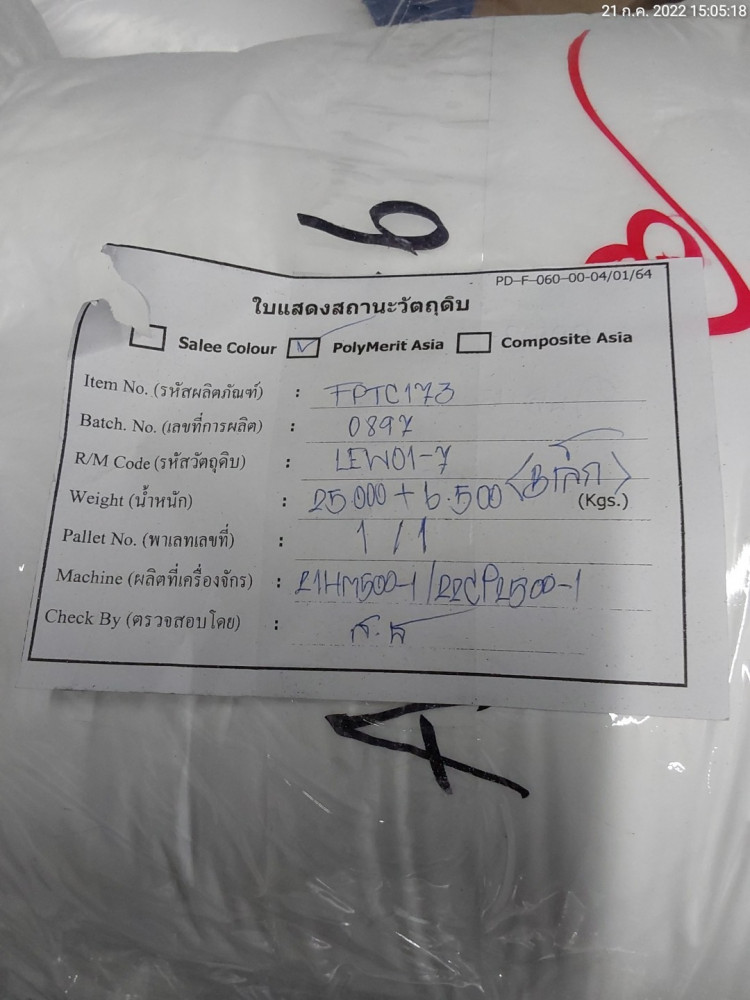 21 ก.ค. 2022 15:05:18
6
PD-F-060-00-04/01/64
ใบแสดงสถานะวัตถุดิบ
Salee Colour PolyMerit Asia Composite Asia
Item No. (รหัสผลิตภัณฑ์) : FPTC173
Batch. No. (เลขที่การผลิต) : 0897
R/M Code (รหัสวัตถุดิบ) : LEW01-7
Weight (น้ำหนัก) : 25.000 + 6.500 (Kgs.)
Pallet No. (พาเลทเลขที่) : 1 / 1
Machine (ผลิตที่เครื่องจักร) : 21HM500-1/22CP2500-1
Check By (ตรวจสอบโดย) :